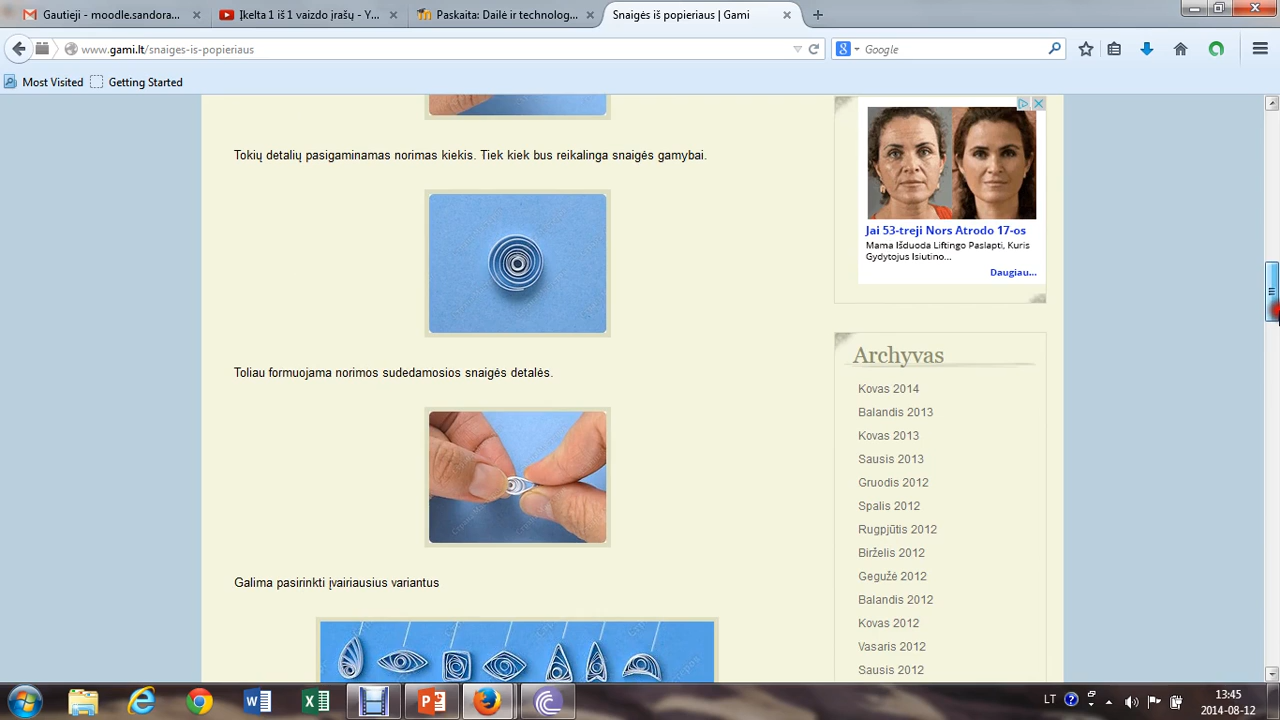 Gautieji - moodle.sandora...
Įkelta 1 iš 1 vaizdo įrašų - Y...
Paskaita: Dailė ir technolog...
Snaigės iš popieriaus | Gami
www.gami.lt/snaiges-is-popieriaus
Google
Most Visited
Getting Started
Tokių detalių pasigaminamas norimas kiekis. Tiek kiek bus reikalinga snaigės gamybai.
Toliau formuojama norimos sudedamosios snaigės detalės.
Galima pasirinkti įvairiausius variantus
Jai 53-treji Nors Atrodo 17-os
Mama Išduoda Liftingo Paslapti, Kuris
Gydytojus Isiutino...
Daugiau...
Archyvas
Kovas 2014
Balandis 2013
Kovas 2013
Sausis 2013
Gruodis 2012
Spalis 2012
Rugpjūtis 2012
Birželis 2012
Gegužė 2012
Balandis 2012
Kovas 2012
Vasaris 2012
Sausis 2012
LT
13:45
2014-08-12